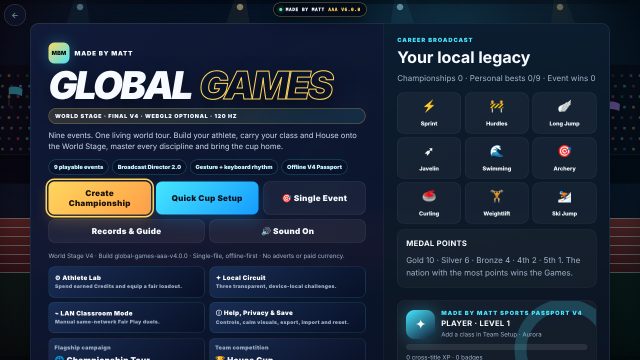 MADE BY MATT AAA V6.0.0
MBM MADE BY MATT
GLOBAL GAMES
WORLD STAGE · FINAL V4 · WEBGL2 OPTIONAL · 120 HZ
Nine events. One living world tour. Build your athlete, carry your class and House onto
the World Stage, master every discipline and bring the cup home.
9 playable events
Broadcast Director 2.0
Gesture + keyboard rhythm
Offline V4 Passport
Create
Championship
Quick Cup Setup
🎯 Single Event
Records & Guide
🔊 Sound On
World Stage V4 · Build global-games-aaa-v4.0.0 · Single-file, offline-first · No adverts or paid currency.
⚙ Athlete Lab
Spend earned Credits and equip a fair loadout.
✦ Local Circuit
Three transparent, device-local challenges.
~ LAN Classroom Mode
Manual same-network Fair Play duels.
ⓘ Help, Privacy & Save
Controls, calm visuals, export, import and reset.
Flagship campaign
Team competition
CAREER BROADCAST
Your local legacy
Championships 0 · Personal bests 0/9 · Event wins 0
Sprint
Hurdles
Long Jump
Javelin
Swimming
Archery
Curling
Weightlift
Ski Jump
MEDAL POINTS
Gold 10 · Silver 6 · Bronze 4 · 4th 2 · 5th 1. The
nation with the most points wins the Games.
MADE BY MATT SPORTS PASSPORT V4
PLAYER · LEVEL 1
Add a class in Team Setup · Aurora
0 cross-title XP · 0 badges